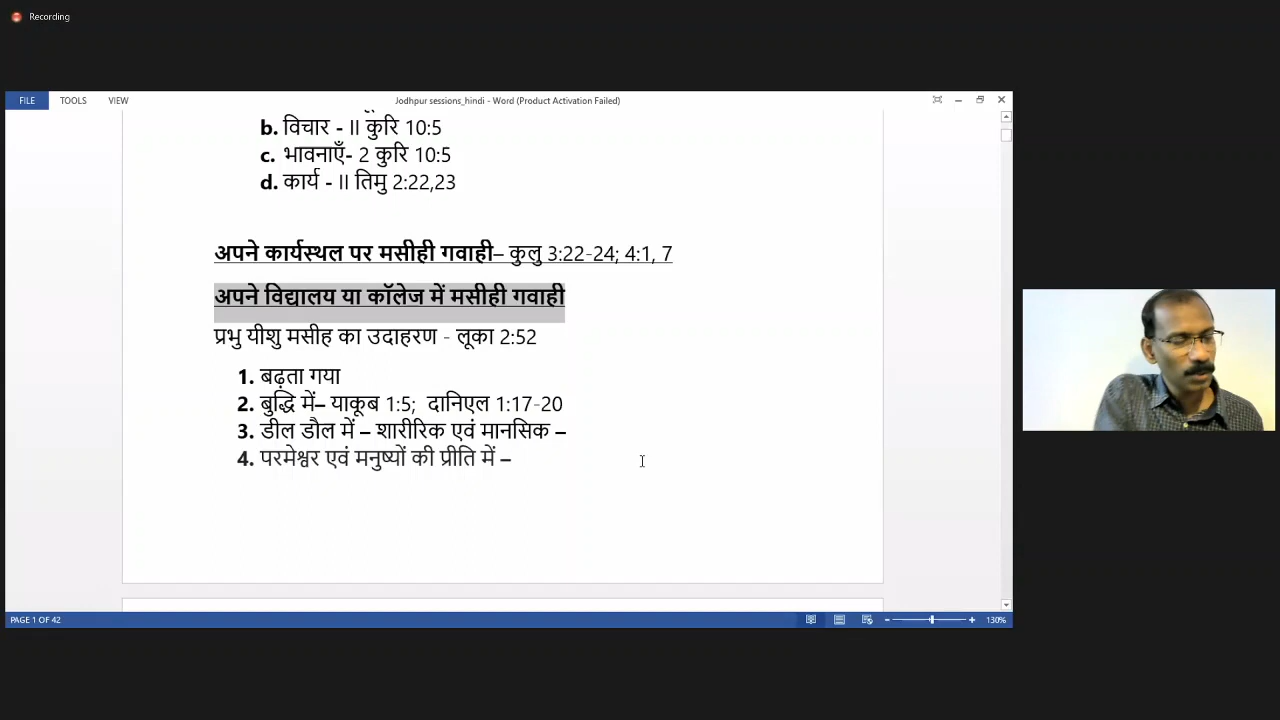 Recording
FILE TOOLS VIEW Jodhpur sessions_hindi - Word (Product Activation Failed)
b. विचार - II कुरि 10:5
c. भावनाएँ- 2 कुरि 10:5
d. कार्य - II तिमु 2:22,23
अपने कार्यस्थल पर मसीही गवाही– कुलु 3:22-24; 4:1, 7
अपने विद्यालय या कॉलेज में मसीही गवाही
प्रभु यीशु मसीह का उदाहरण - लूका 2:52
1. बढ़ता गया
2. बुद्धि में– याकूब 1:5; दानिएल 1:17-20
3. डील डौल में – शारीरिक एवं मानसिक –
4. परमेश्वर एवं मनुष्यों की प्रीति में –
PAGE 1 OF 42 130%